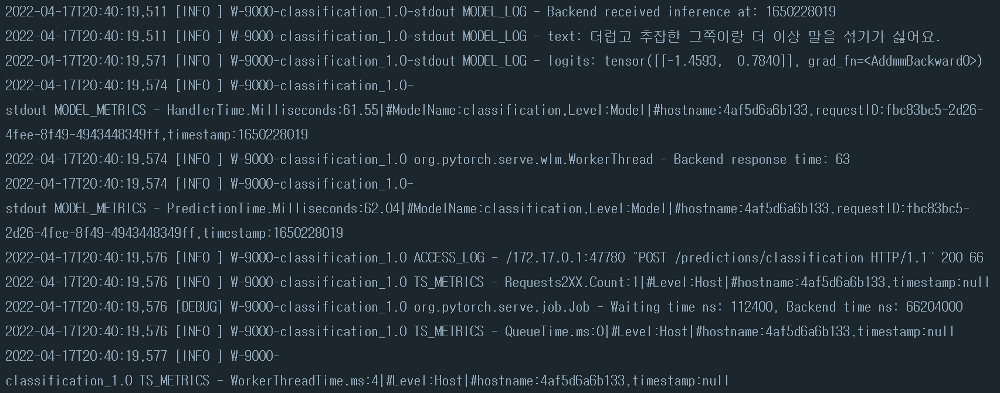 2022-04-17T20:40:19,511 [INFO ] W-9000-classification_1.0-stdout MODEL_LOG - Backend received inference at: 1650228019
2022-04-17T20:40:19,511 [INFO ] W-9000-classification_1.0-stdout MODEL_LOG - text: 더럽고 추잡한 그쪽이랑 더 이상 말을 섞기가 싫어요.
2022-04-17T20:40:19,571 [INFO ] W-9000-classification_1.0-stdout MODEL_LOG - logits: tensor([[-1.4593,  0.7840]], grad_fn=<AddmmBackward0>)
2022-04-17T20:40:19,574 [INFO ] W-9000-classification_1.0-
stdout MODEL_METRICS - HandlerTime.Milliseconds:61.55|#ModelName:classification,Level:Model|#hostname:4af5d6a6b133,requestID:fbc83bc5-2d26-
4fee-8f49-4943448349ff,timestamp:1650228019
2022-04-17T20:40:19,574 [INFO ] W-9000-classification_1.0 org.pytorch.serve.wlm.WorkerThread - Backend response time: 63
2022-04-17T20:40:19,574 [INFO ] W-9000-classification_1.0-
stdout MODEL_METRICS - PredictionTime.Milliseconds:62.04|#ModelName:classification,Level:Model|#hostname:4af5d6a6b133,requestID:fbc83bc5-
2d26-4fee-8f49-4943448349ff,timestamp:1650228019
2022-04-17T20:40:19,576 [INFO ] W-9000-classification_1.0 ACCESS_LOG - /172.17.0.1:47780 "POST /predictions/classification HTTP/1.1" 200 66
2022-04-17T20:40:19,576 [INFO ] W-9000-classification_1.0 TS_METRICS - Requests2XX.Count:1|#Level:Host|#hostname:4af5d6a6b133,timestamp:null
2022-04-17T20:40:19,576 [DEBUG] W-9000-classification_1.0 org.pytorch.serve.job.Job - Waiting time ns: 112400, Backend time ns: 66204000
2022-04-17T20:40:19,576 [INFO ] W-9000-classification_1.0 TS_METRICS - QueueTime.ms:0|#Level:Host|#hostname:4af5d6a6b133,timestamp:null
2022-04-17T20:40:19,577 [INFO ] W-9000-
classification_1.0 TS_METRICS - WorkerThreadTime.ms:4|#Level:Host|#hostname:4af5d6a6b133,timestamp:null